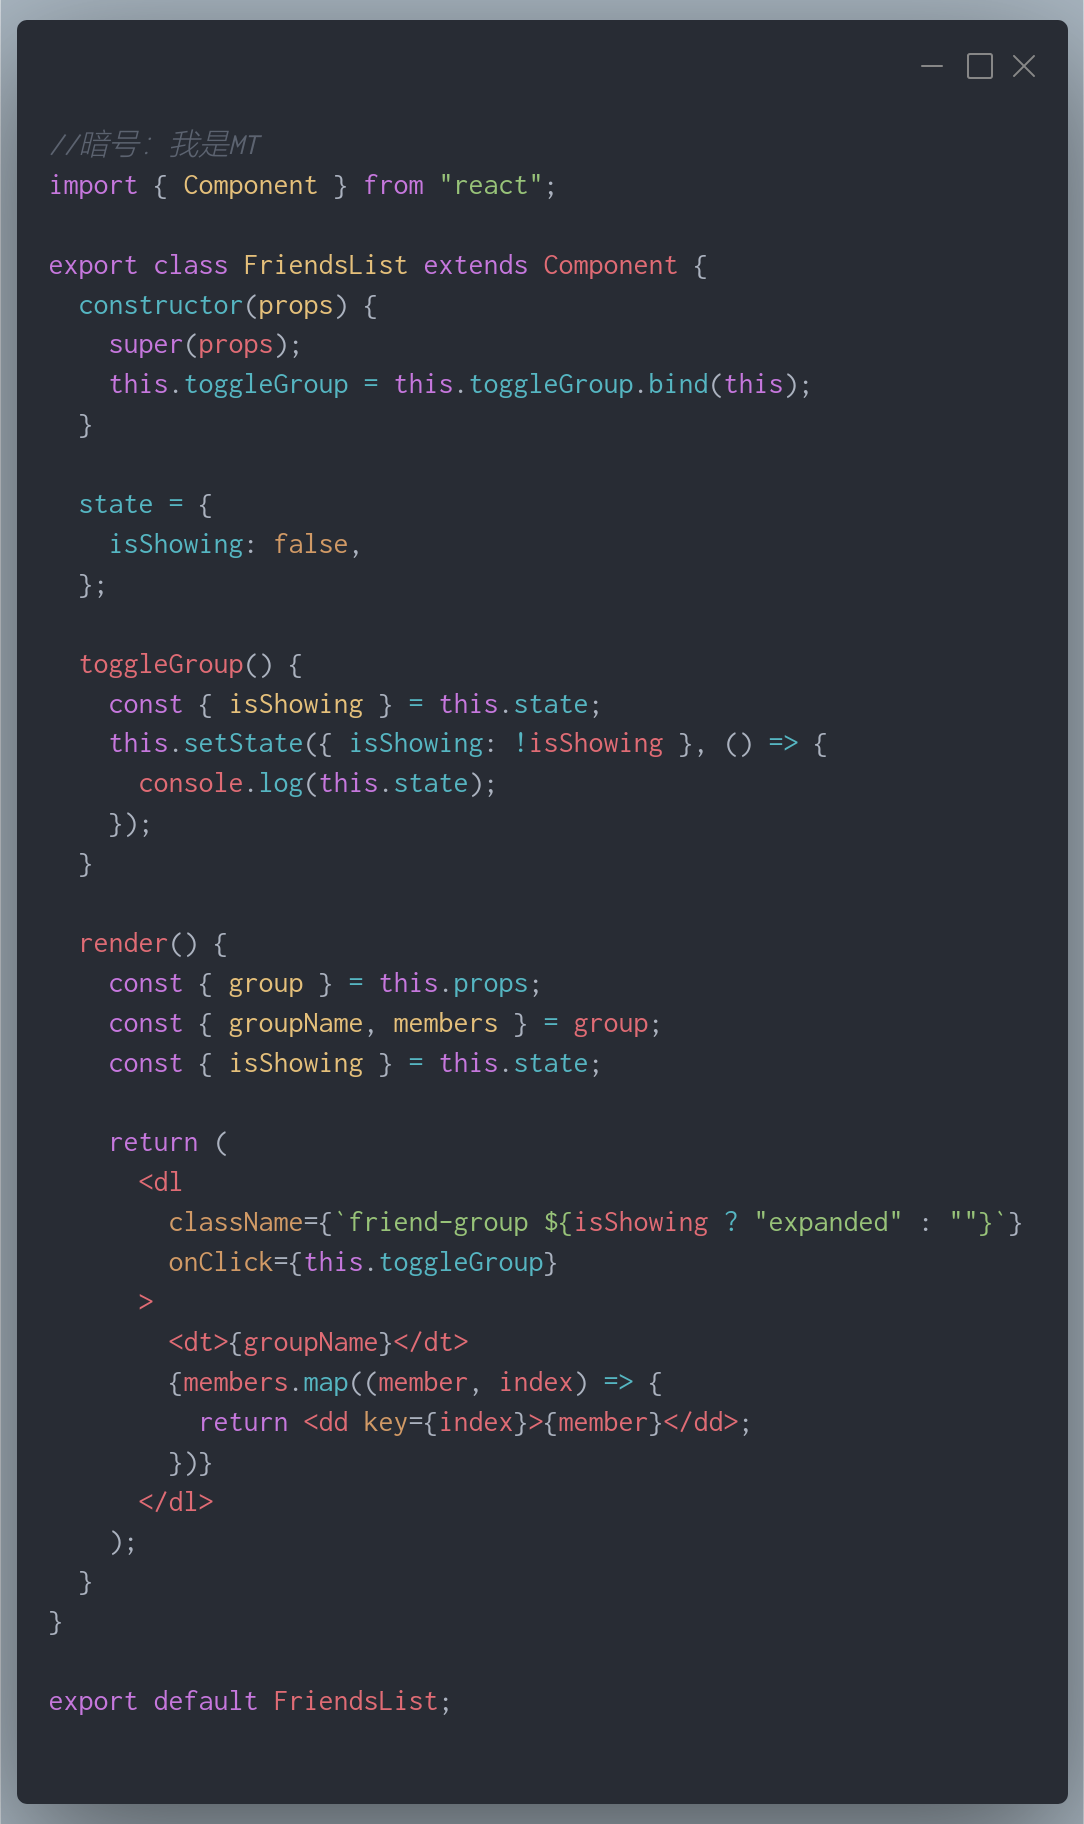 //暗号: 我是MT
import { Component } from "react";

export class FriendsList extends Component {
  constructor(props) {
    super(props);
    this.toggleGroup = this.toggleGroup.bind(this);
  }

  state = {
    isShowing: false,
  };

  toggleGroup() {
    const { isShowing } = this.state;
    this.setState({ isShowing: !isShowing }, () => {
      console.log(this.state);
    });
  }

  render() {
    const { group } = this.props;
    const { groupName, members } = group;
    const { isShowing } = this.state;

    return (
      <dl
        className={`friend-group ${isShowing ? "expanded" : ""}`}
        onClick={this.toggleGroup}
      >
        <dt>{groupName}</dt>
        {members.map((member, index) => {
          return <dd key={index}>{member}</dd>;
        })}
      </dl>
    );
  }
}

export default FriendsList;